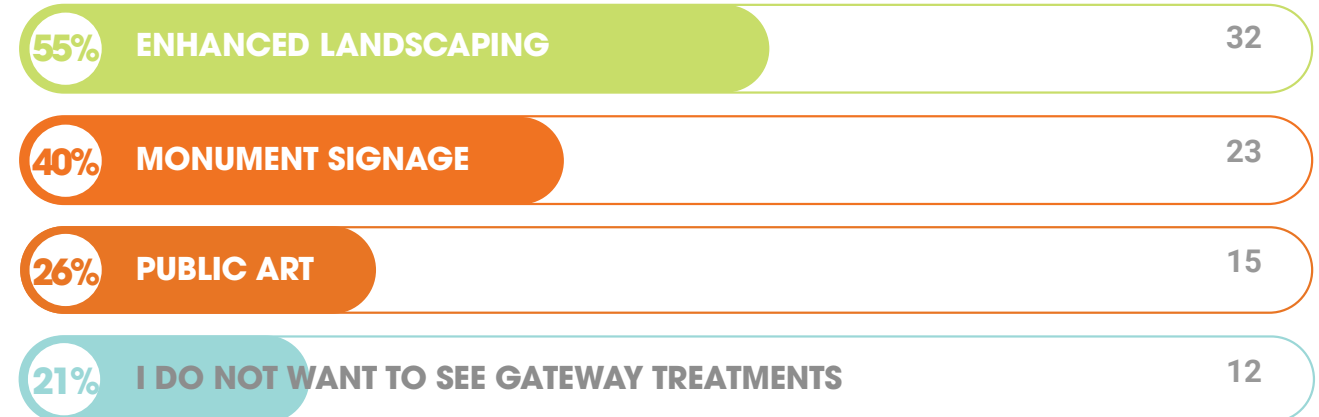 55% ENHANCED LANDSCAPING 32
40% MONUMENT SIGNAGE 23
26% PUBLIC ART 15
21% I DO NOT WANT TO SEE GATEWAY TREATMENTS 12